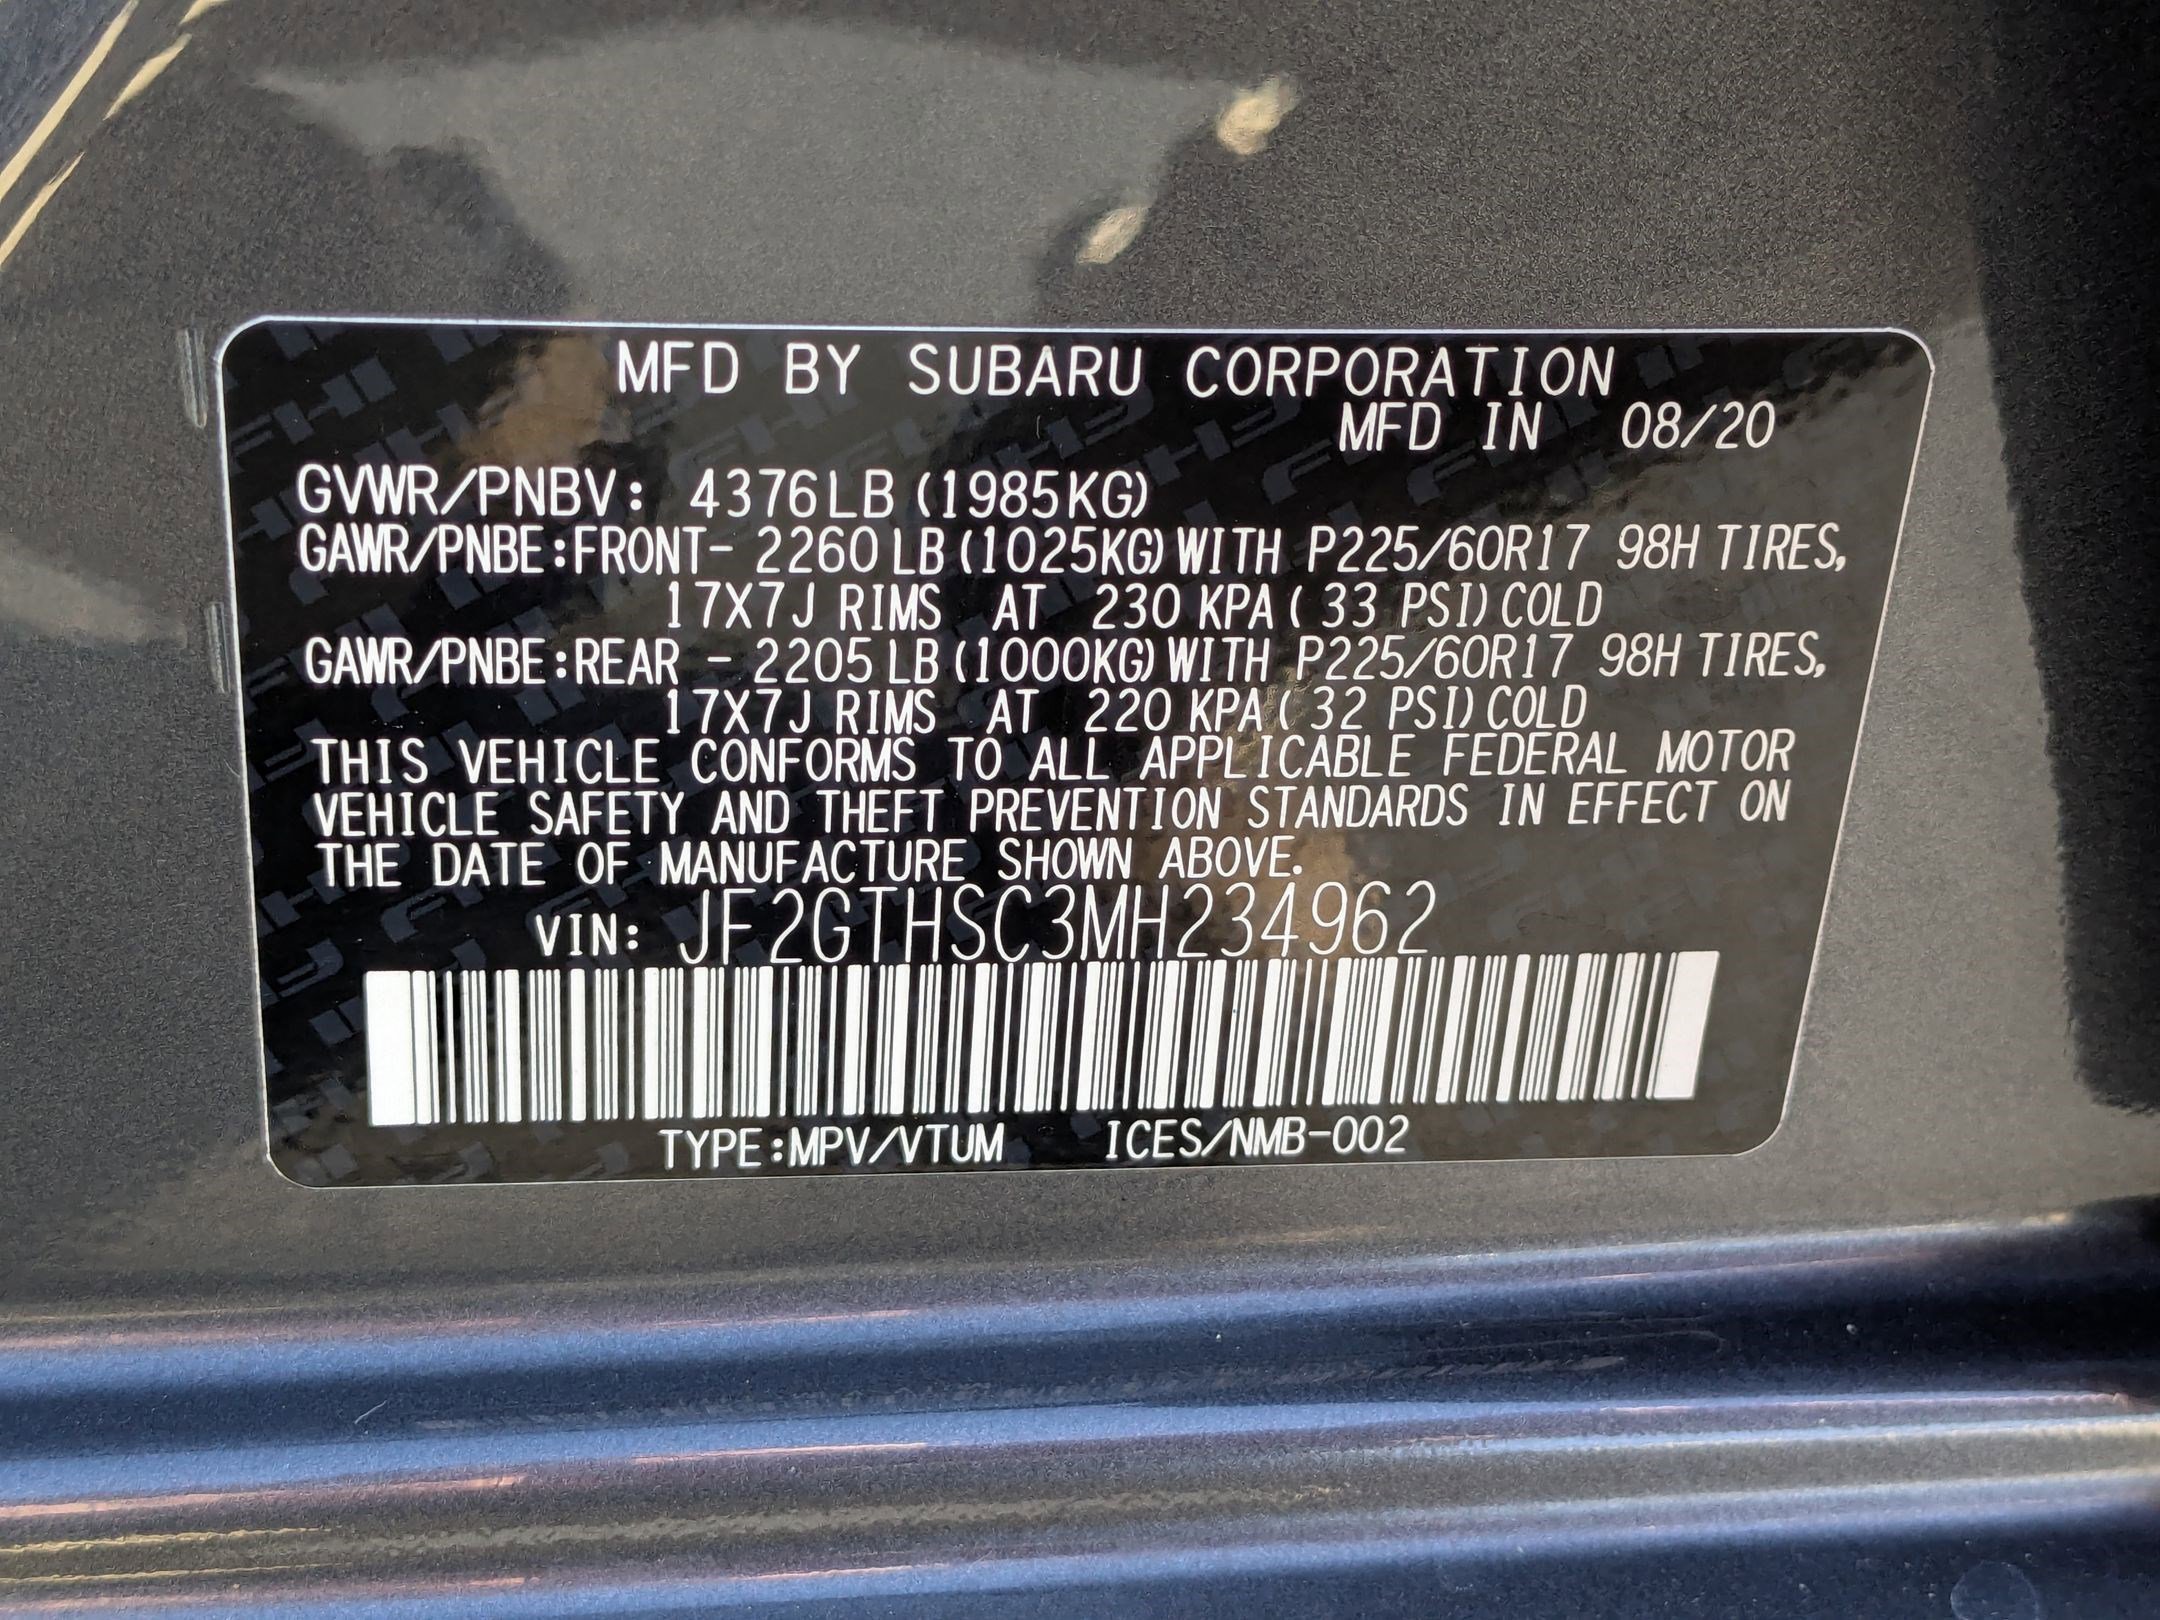 MFD BY SUBARU CORPORATION
MFD IN 08/20
GVWR/PNBV: 4376LB (1985KG)
GAWR/PNBE:FRONT- 2260 LB (1025KG) WITH P225/60R17 98H TIRES,
17X7J RIMS AT 230 KPA ( 33 PSI) COLD
GAWR/PNBE:REAR - 2205 LB (1000KG) WITH P225/60R17 98H TIRES,
17X7J RIMS AT 220 KPA ( 32 PSI) COLD
THIS VEHICLE CONFORMS TO ALL APPLICABLE FEDERAL MOTOR
VEHICLE SAFETY AND THEFT PREVENTION STANDARDS IN EFFECT ON
THE DATE OF MANUFACTURE SHOWN ABOVE.
VIN: JF2GTHSC3MH234962
TYPE:MPV/VTUM ICES/NMB-002